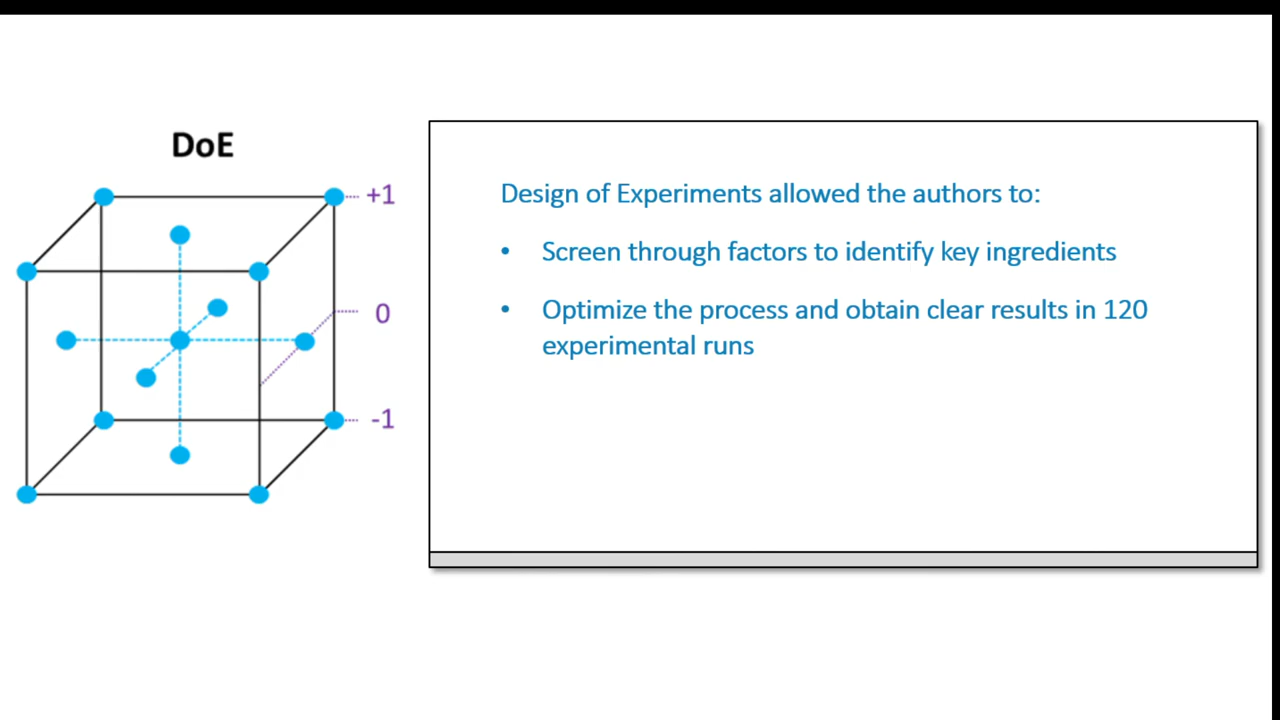 DoE
+1
0
-1
Design of Experiments allowed the authors to:
• Screen through factors to identify key ingredients
• Optimize the process and obtain clear results in 120
experimental runs